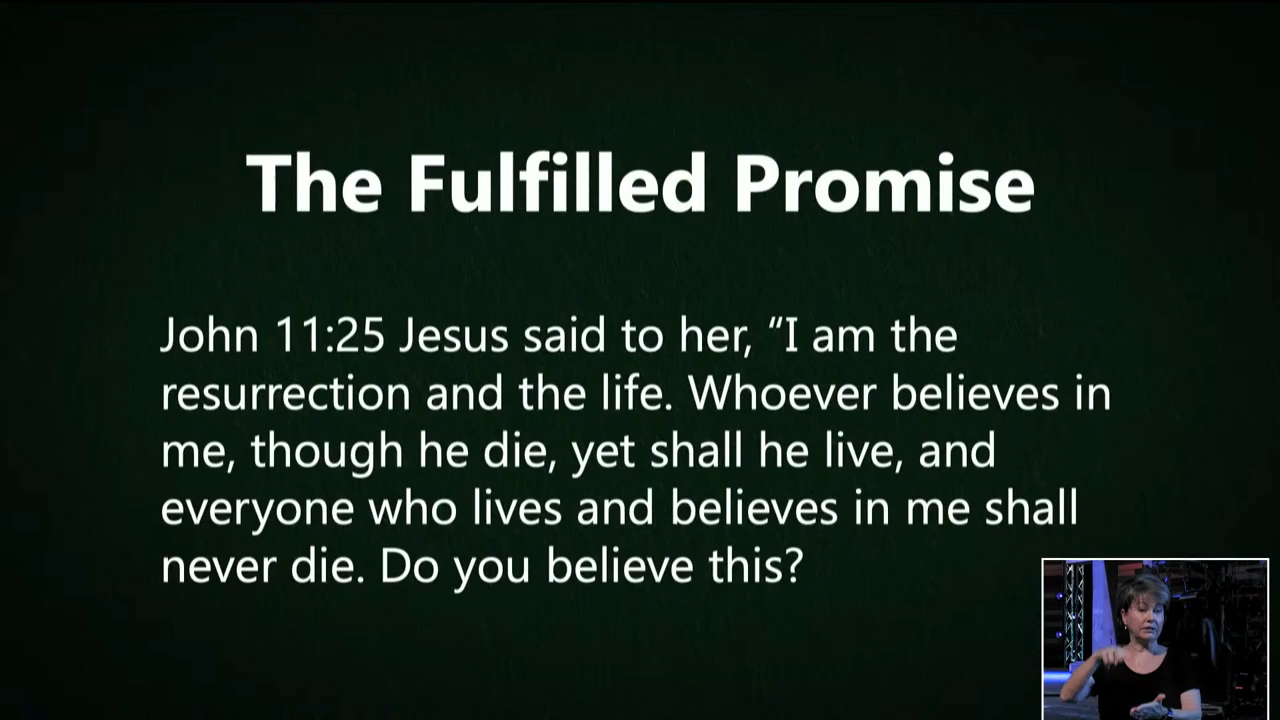 The Fulfilled Promise
John 11:25 Jesus said to her, “I am the
resurrection and the life. Whoever believes in
me, though he die, yet shall he live, and
everyone who lives and believes in me shall
never die. Do you believe this?